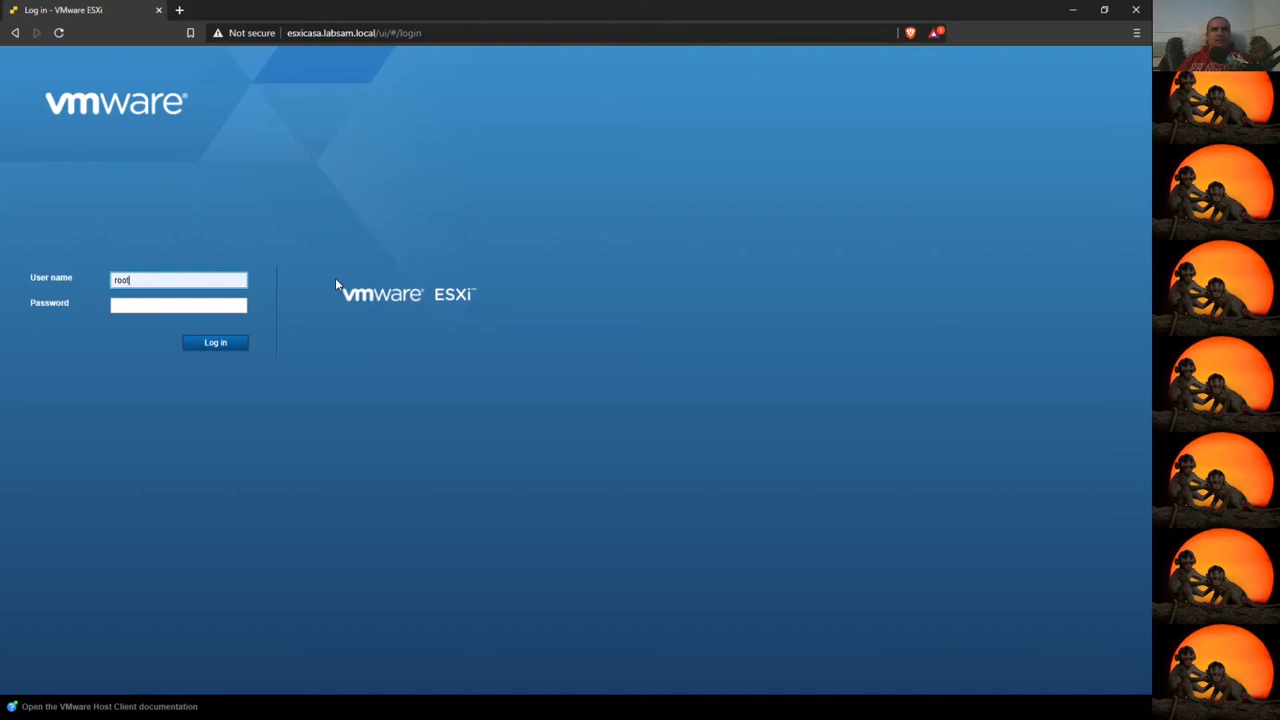 Log in - VMware ESXi
Not secure
esxicasa.labsam.local/ui/#/login
vmware®
User name
root
Password
Log in
vmware® ESXi™
Open the VMware Host Client documentation